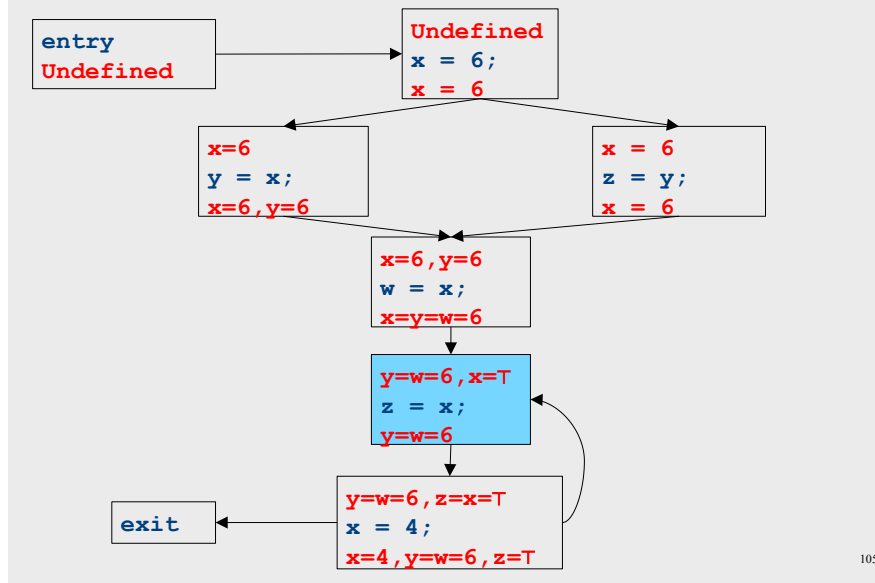 entry
Undefined
Undefined
x = 6;
x = 6
x=6
y = x;
x=6,y=6
x = 6
z = y;
x = 6
x=6,y=6
w = x;
x=y=w=6
y=w=6,x=⊤
z = x;
y=w=6
y=w=6,z=x=⊤
x = 4;
x=4,y=w=6,z=⊤
exit
105